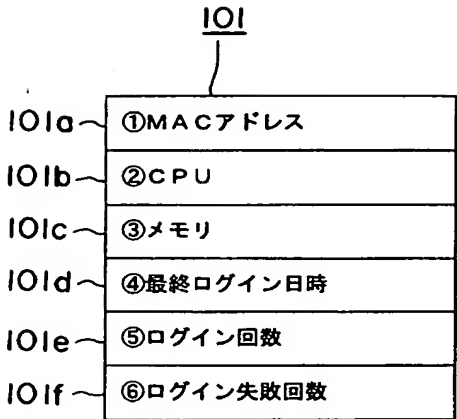 101
101a ①MACアドレス
101b ②CPU
101c ③メモリ
101d ④最終ログイン日時
101e ⑤ログイン回数
101f ⑥ログイン失敗回数